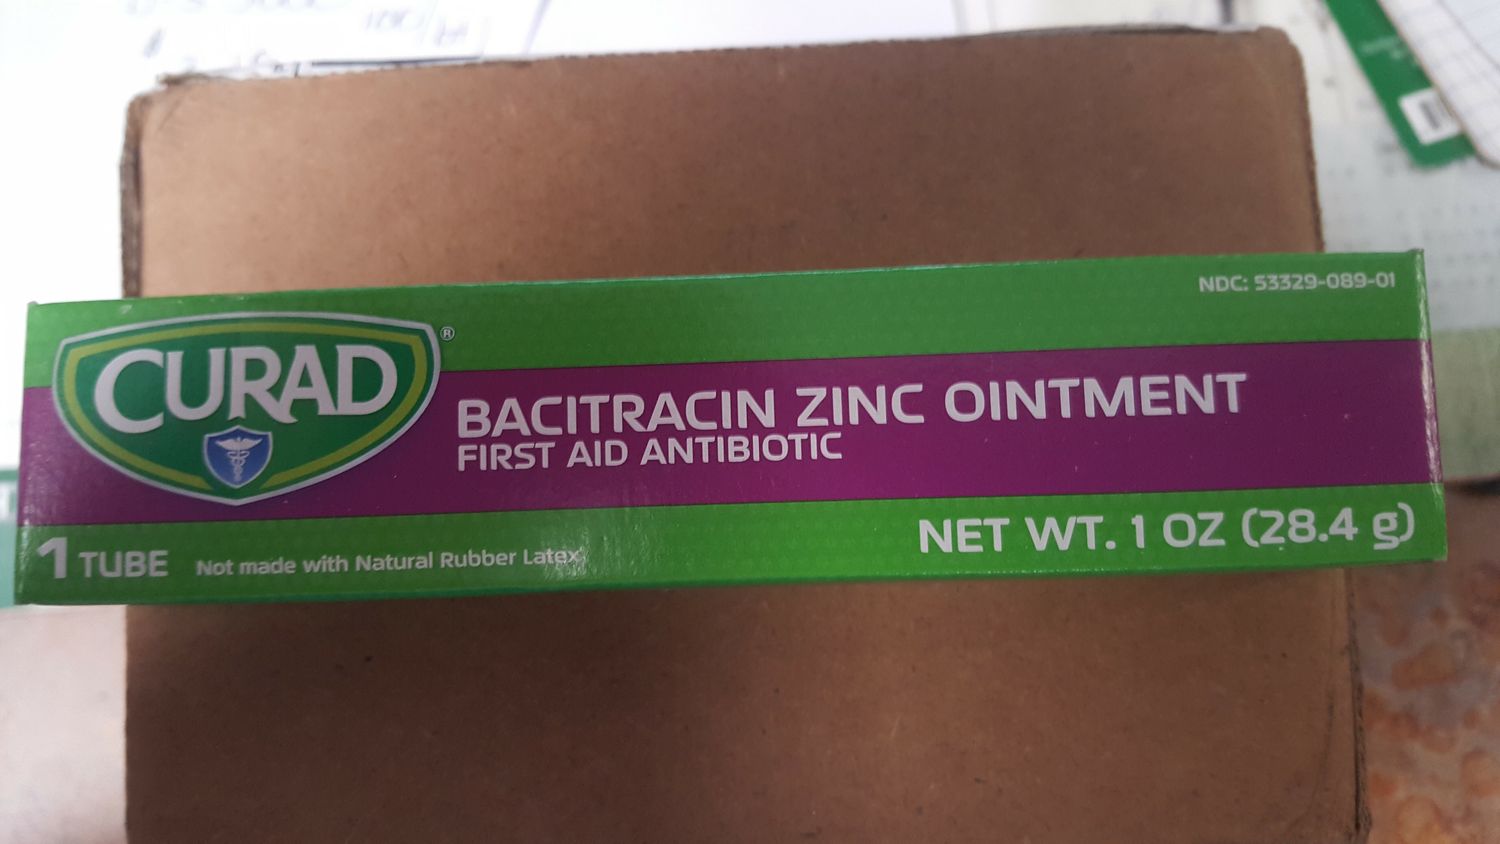 NDC: 53329-089-01
CURAD®
BACITRACIN ZINC OINTMENT
FIRST AID ANTIBIOTIC
NET WT. 1 OZ (28.4 g)
1 TUBE Not made with Natural Rubber Latex